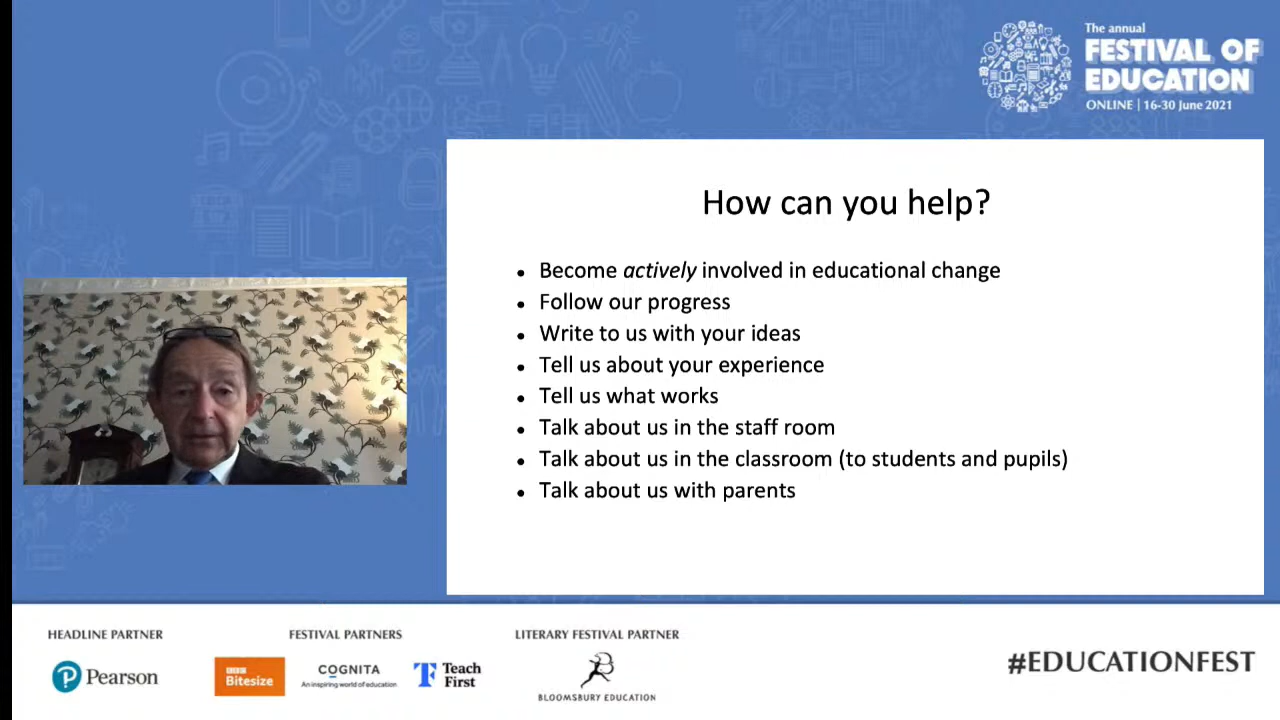 The annual
FESTIVAL OF
EDUCATION
ONLINE | 16-30 June 2021
How can you help?
• Become actively involved in educational change
• Follow our progress
• Write to us with your ideas
• Tell us about your experience
• Tell us what works
• Talk about us in the staff room
• Talk about us in the classroom (to students and pupils)
• Talk about us with parents
HEADLINE PARTNER
Pearson
FESTIVAL PARTNERS
BBC
Bitesize
COGNITA
An inspiring world of education
Teach
First
LITERARY FESTIVAL PARTNER
BLOOMSBURY EDUCATION
#EDUCATIONFEST